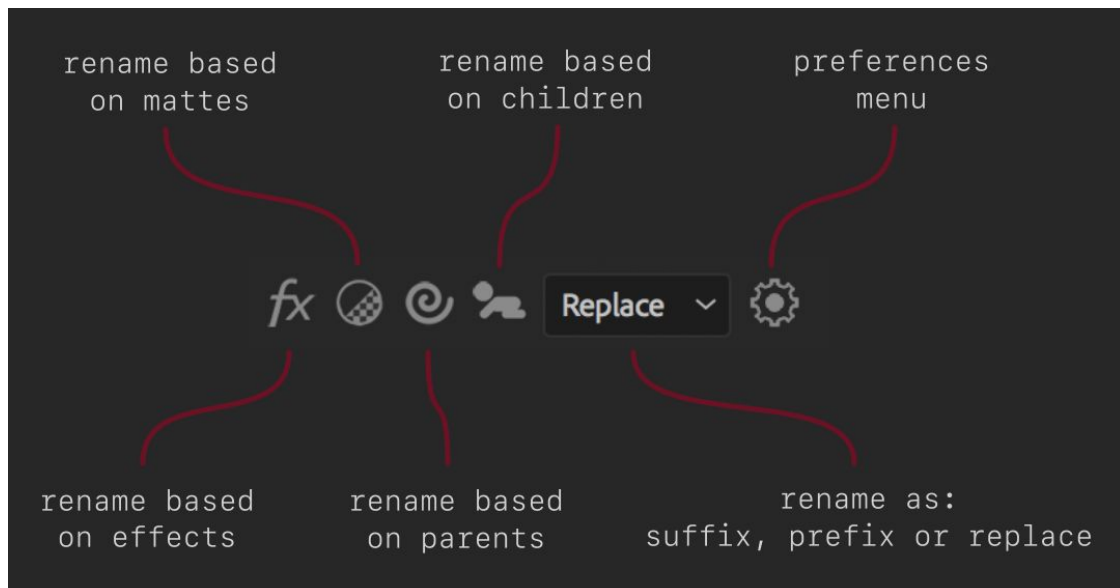 rename based
on mattes
rename based
on children
preferences
menu
fx
Replace
rename based
on effects
rename based
on parents
rename as:
suffix, prefix or replace